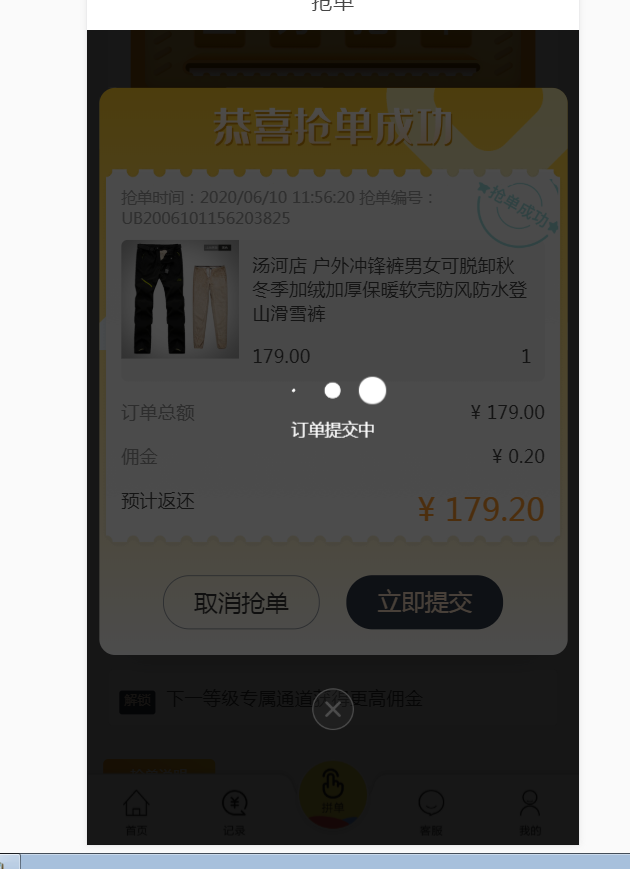 抢单
恭喜抢单成功
抢单时间：2020/06/10 11:56:20 抢单编号：
UB2006101156203825
抢单成功
汤河店 户外冲锋裤男女可脱卸秋
冬季加绒加厚保暖软壳防风防水登
山滑雪裤
179.00 1
订单提交中
订单总额 ¥ 179.00
佣金 ¥ 0.20
预计返还 ¥ 179.20
取消抢单 立即提交
解锁 下一等级专属通道获得更高佣金
首页 记录 抢单 客服 我的